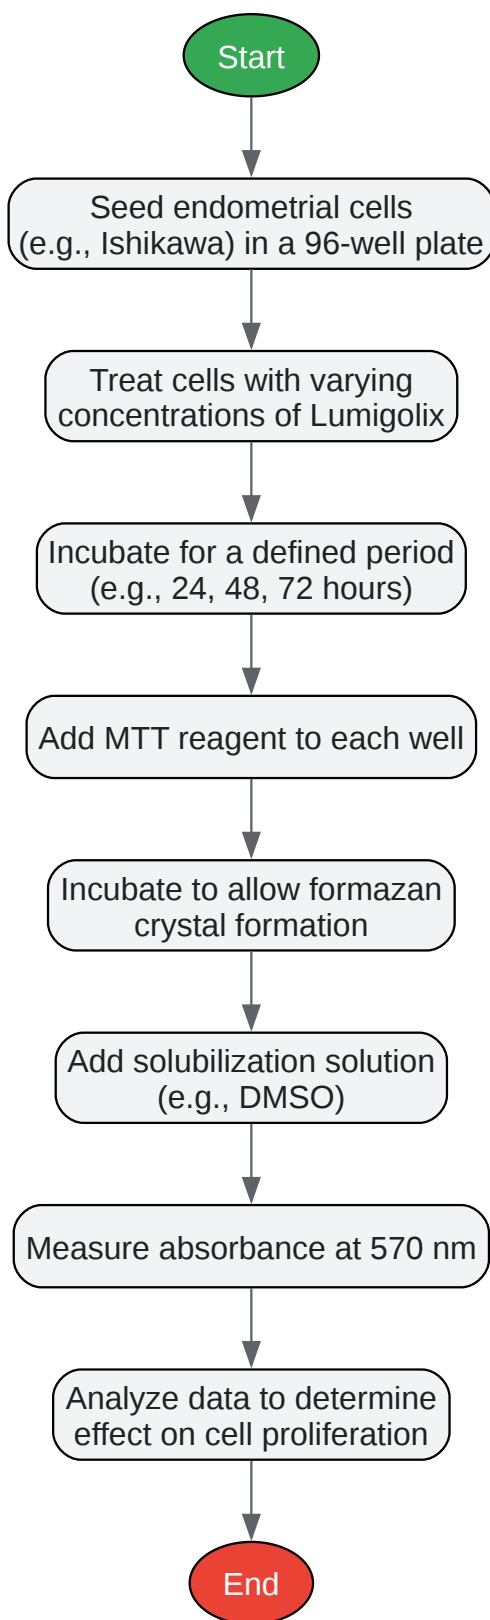 Start
Seed endometrial cells
(e.g., Ishikawa) in a 96-well plate
Treat cells with varying
concentrations of Lumigolix
Incubate for a defined period
(e.g., 24, 48, 72 hours)
Add MTT reagent to each well
Incubate to allow formazan
crystal formation
Add solubilization solution
(e.g., DMSO)
Measure absorbance at 570 nm
Analyze data to determine
effect on cell proliferation
End